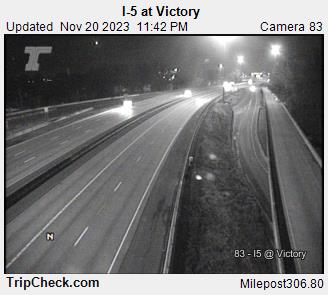 I-5 at Victory
Updated Nov 20 2023 11:42 PM Camera 83
T
N
83 - I5 @ Victory
TripCheck.com Milepost306.80